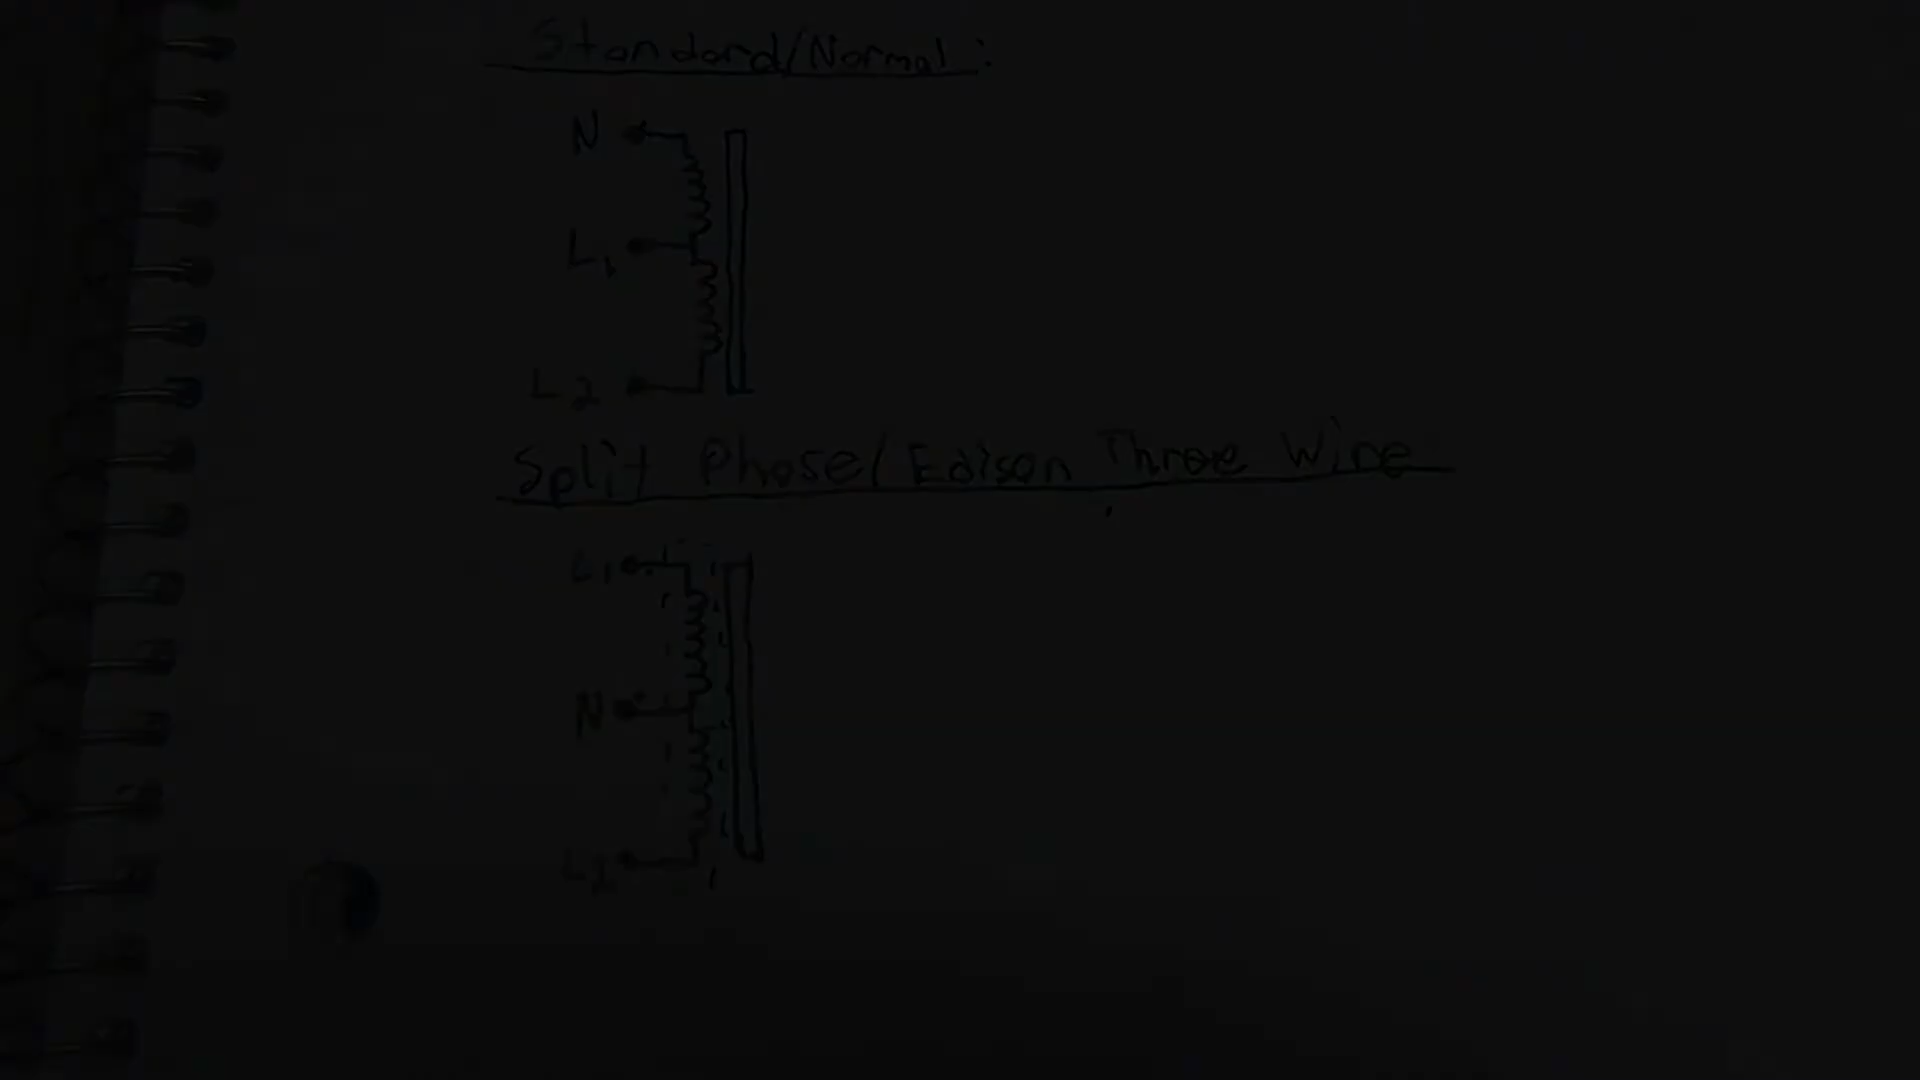 Standard/Normal:
N
L1
L2
Split Phase/Edison Three Wire
L1
N
L2